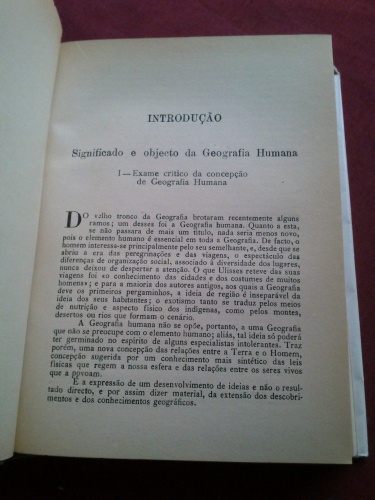 INTRODUÇÃO
Significado e objecto da Geografia Humana
I — Exame crítico da concepção
de Geografia Humana
DO velho tronco da Geografia brotaram recentemente alguns
ramos; um desses foi a Geografia humana. Quanto a esta,
se não passara de mais um titulo, nada seria menos novo,
pois o elemento humano é essencial em toda a Geografia. De facto, o
homem interessa-se principalmente pelo seu semelhante, e, desde que se
abriu a era das peregrinações e das viagens, o espectáculo das
diferenças de organização social, associado à diversidade dos lugares,
nunca deixou de despertar a atenção. O que Ulisses reteve das suas
viagens foi «o conhecimento das cidades e dos costumes de muitos
homens»; e para a maioria dos autores antigos, aos quais a Geografia
deve os primeiros pergaminhos, a ideia de região é inseparável da
ideia dos seus habitantes; o exotismo tanto se traduz pelos meios
de nutrição e aspecto físico dos indígenas, como pelos montes,
desertos ou rios que formam o cenário.
A Geografia humana não se opõe, portanto, a uma Geografia
que não se preocupe com o elemento humano; aliás, tal ideia só poderá
ter germinado no espírito de alguns especialistas intolerantes. Traz
porém, uma nova concepção das relações entre a Terra e o Homem,
concepção sugerida por um conhecimento mais sintético das leis
físicas que regem a nossa esfera e das relações entre os seres vivos
que a povoam.
É a expressão de um desenvolvimento de ideias e não o resul-
tado directo, e por assim dizer material, da extensão dos descobri-
mentos e dos conhecimentos geográficos.